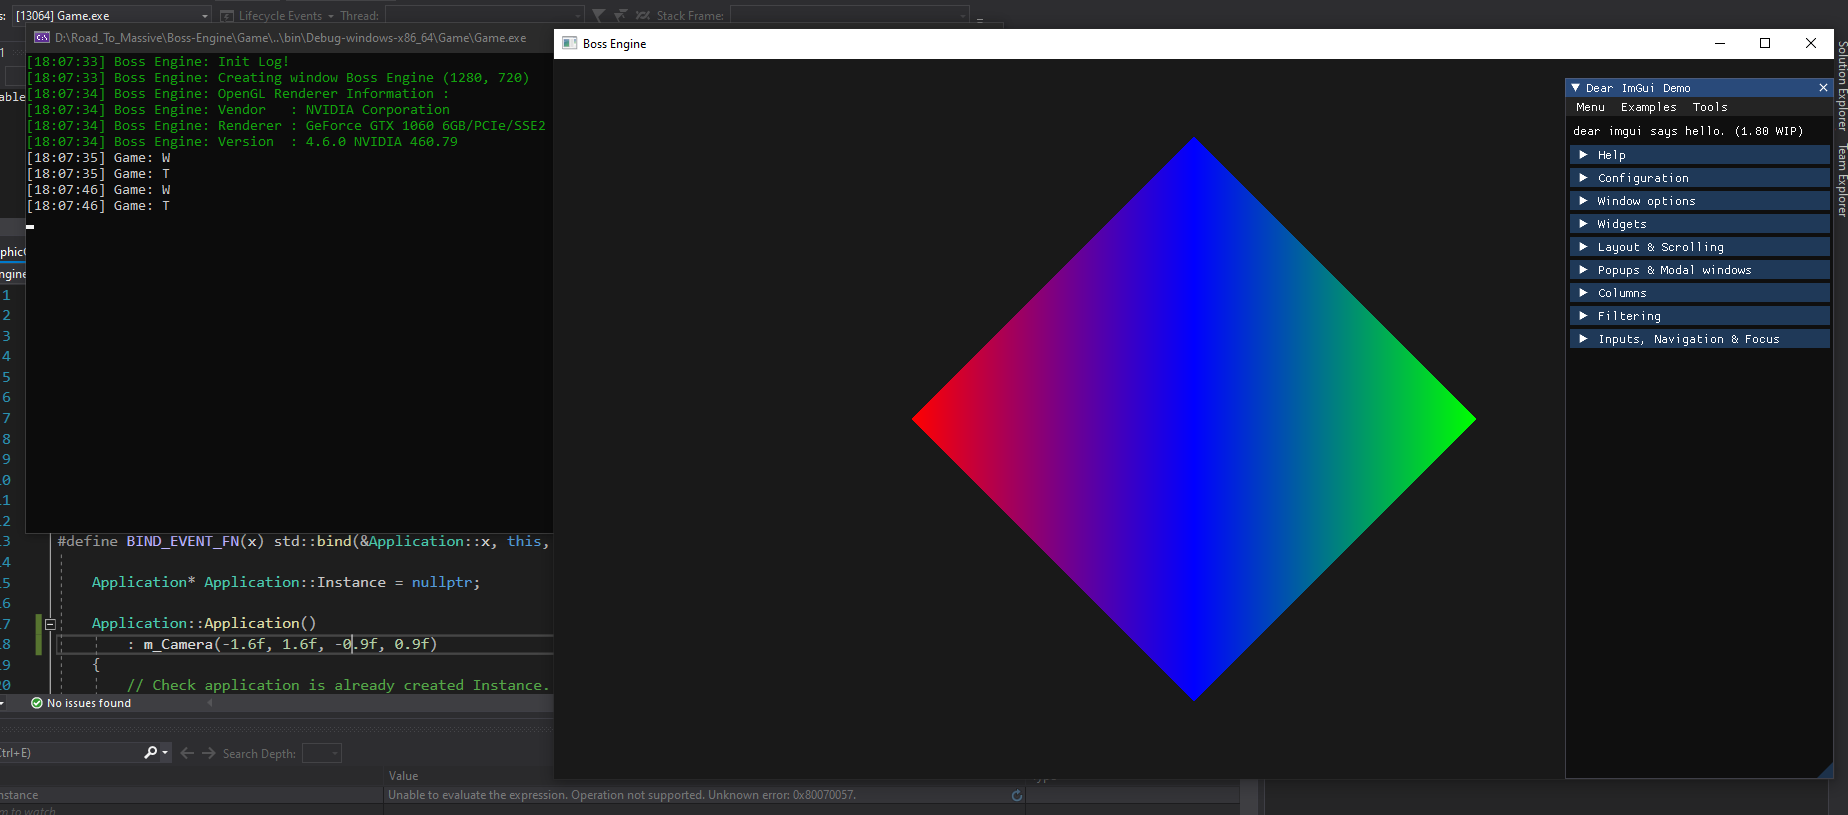 s: [13064] Game.exe Lifecycle Events Thread: Stack Frame:
D:\Road_To_Massive\Boss-Engine\Game\..\bin\Debug-windows-x86_64\Game\Game.exe
[18:07:33] Boss Engine: Init Log!
[18:07:33] Boss Engine: Creating window Boss Engine (1280, 720)
[18:07:34] Boss Engine: OpenGL Renderer Information :
[18:07:34] Boss Engine: Vendor   : NVIDIA Corporation
[18:07:34] Boss Engine: Renderer : GeForce GTX 1060 6GB/PCIe/SSE2
[18:07:34] Boss Engine: Version  : 4.6.0 NVIDIA 460.79
[18:07:35] Game: W
[18:07:35] Game: T
[18:07:46] Game: W
[18:07:46] Game: T
1
able
phic
ngine
1
2
3
4
5
6
7
8
9
0
1
2
3 #define BIND_EVENT_FN(x) std::bind(&Application::x, this,
4
5 Application* Application::Instance = nullptr;
6
7 Application::Application()
8 : m_Camera(-1.6f, 1.6f, -0.9f, 0.9f)
9 {
20 // Check application is already created Instance.
No issues found
Ctrl+E) Search Depth:
Value
nstance Unable to evaluate the expression. Operation not supported. Unknown error: 0x80070057.
m to watch
Boss Engine
Dear ImGui Demo
Menu Examples Tools
dear imgui says hello. (1.80 WIP)
Help
Configuration
Window options
Widgets
Layout & Scrolling
Popups & Modal windows
Columns
Filtering
Inputs, Navigation & Focus
Solution Explorer
Team Explorer